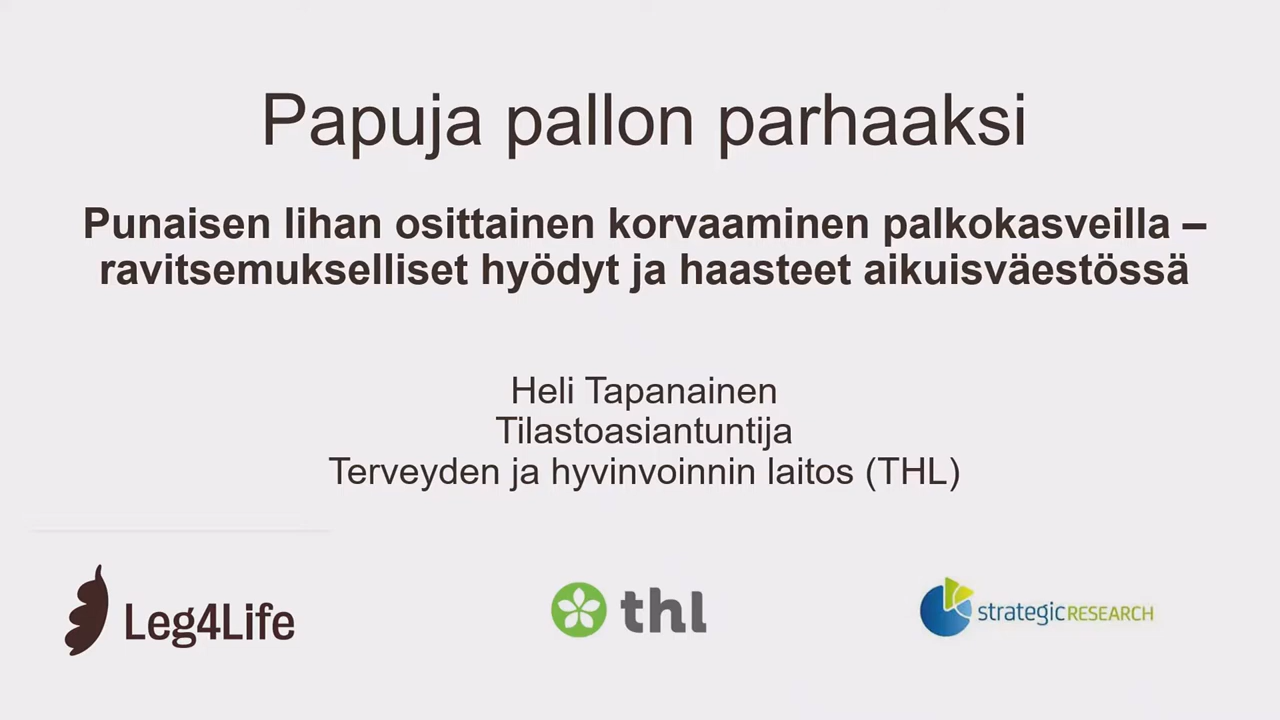 Papuja pallon parhaaksi
Punaisen lihan osittainen korvaaminen palkokasveilla –
ravitsemukselliset hyödyt ja haasteet aikuisväestössä
Heli Tapanainen
Tilastoasiantuntija
Terveyden ja hyvinvoinnin laitos (THL)
Leg4Life
thl
strategicRESEARCH